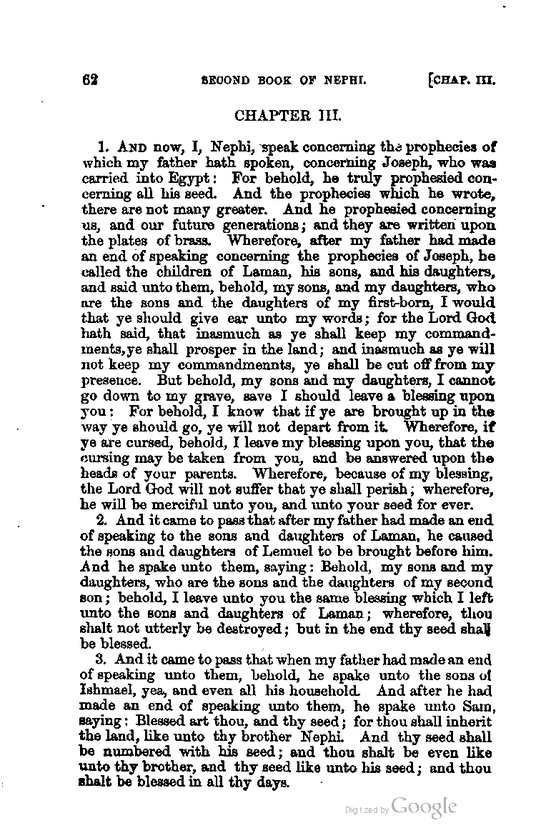 62 SECOND BOOK OF NEPHI. [CHAP. III.
CHAPTER III.
1. AND now, I, Nephi, speak concerning the prophecies of
which my father hath spoken, concerning Joseph, who was
carried into Egypt: For behold, he truly prophesied con-
cerning all his seed. And the prophecies which he wrote,
there are not many greater. And he prophesied concerning
us, and our future generations; and they are written upon
the plates of brass. Wherefore, after my father had made
an end of speaking concerning the prophecies of Joseph, he
called the children of Laman, his sons, and his daughters,
and said unto them, behold, my sons, and my daughters, who
are the sons and the daughters of my first-born, I would
that ye should give ear unto my words; for the Lord God
hath said, that inasmuch as ye shall keep my command-
ments, ye shall prosper in the land; and inasmuch as ye will
not keep my commandmennts, ye shall be cut off from my
presence. But behold, my sons and my daughters, I cannot
go down to my grave, save I should leave a blessing upon
you: For behold, I know that if ye are brought up in the
way ye should go, ye will not depart from it. Wherefore, if
ye are cursed, behold, I leave my blessing upon you, that the
cursing may be taken from you, and be answered upon the
heads of your parents. Wherefore, because of my blessing,
the Lord God will not suffer that ye shall perish; wherefore,
he will be merciful unto you, and unto your seed for ever.
2. And it came to pass that after my father had made an end
of speaking to the sons and daughters of Laman, he caused
the sons and daughters of Lemuel to be brought before him.
And he spake unto them, saying: Behold, my sons and my
daughters, who are the sons and the daughters of my second
son; behold, I leave unto you the same blessing which I left
unto the sons and daughters of Laman; wherefore, thou
shalt not utterly be destroyed; but in the end thy seed shall
be blessed.
3. And it came to pass that when my father had made an end
of speaking unto them, behold, he spake unto the sons of
Ishmael, yea, and even all his household. And after he had
made an end of speaking unto them, he spake unto Sam,
saying: Blessed art thou, and thy seed; for thou shall inherit
the land, like unto thy brother Nephi. And thy seed shall
be numbered with his seed; and thou shalt be even like
unto thy brother, and thy seed like unto his seed; and thou
shalt be blessed in all thy days.
Digitized by Google